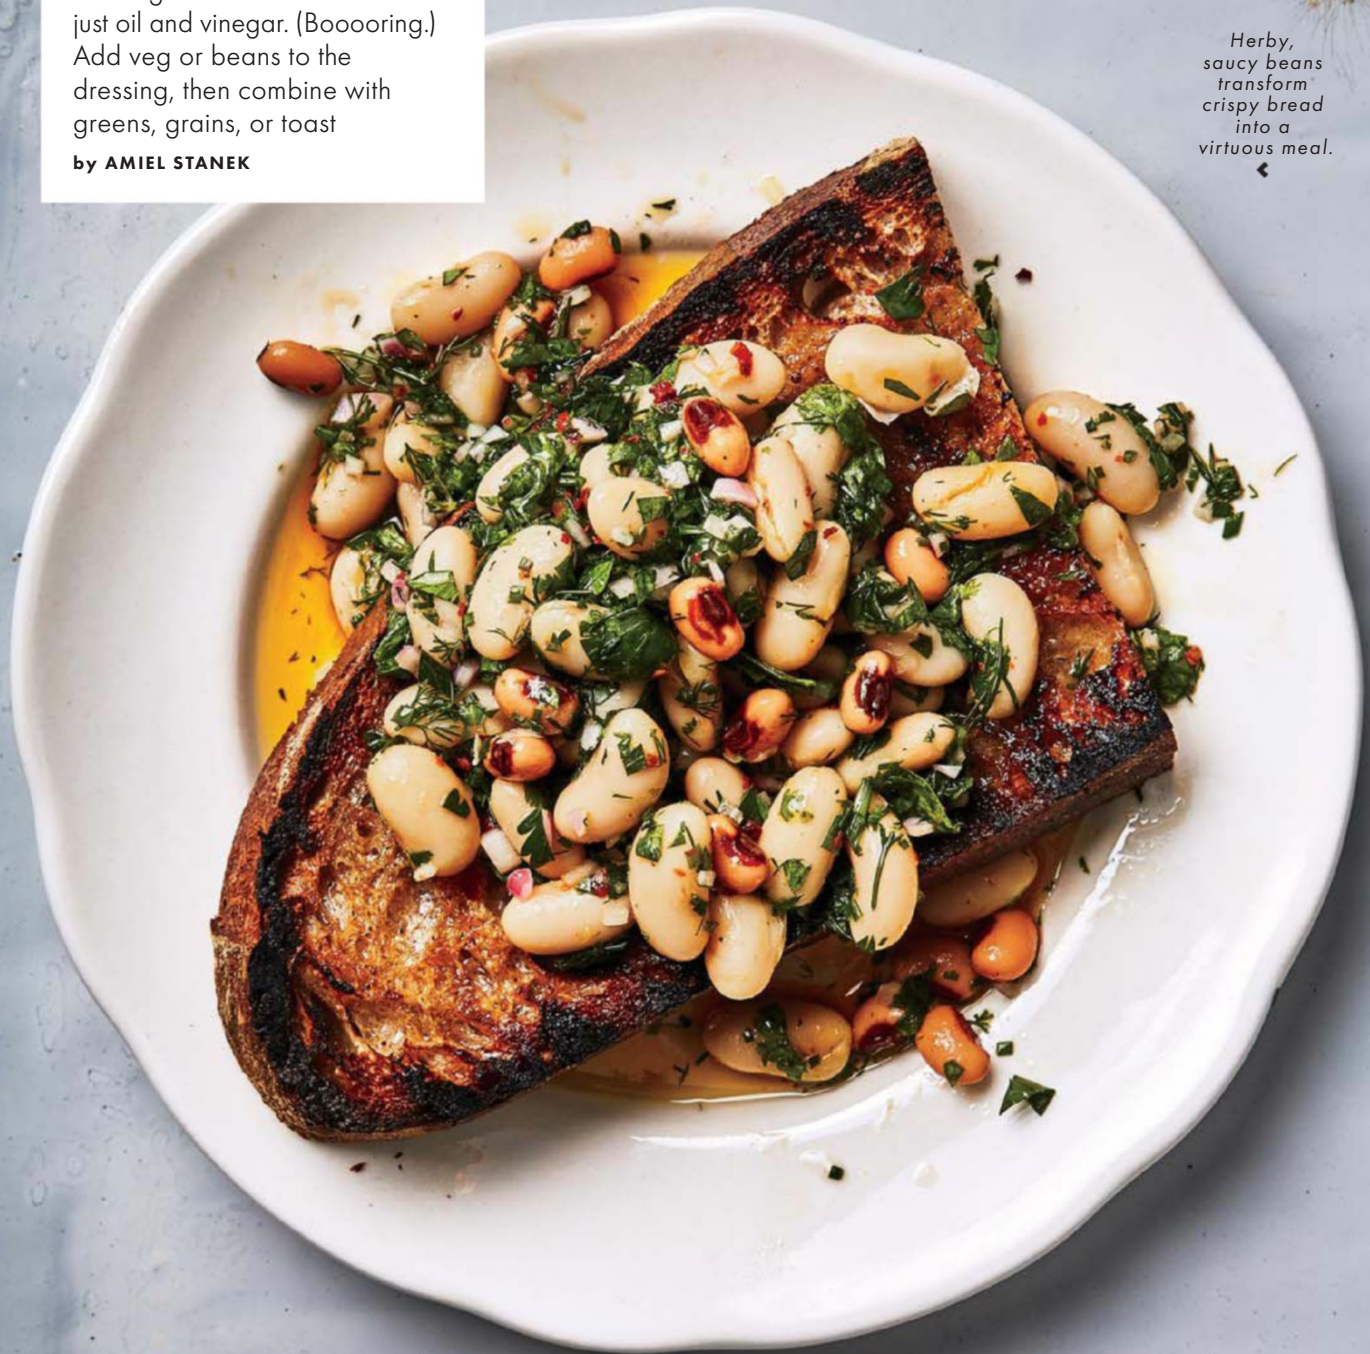 just oil and vinegar. (Booooring.)
Add veg or beans to the
dressing, then combine with
greens, grains, or toast
by AMIEL STANEK
Herby,
saucy beans
transform
crispy bread
into a
virtuous meal.